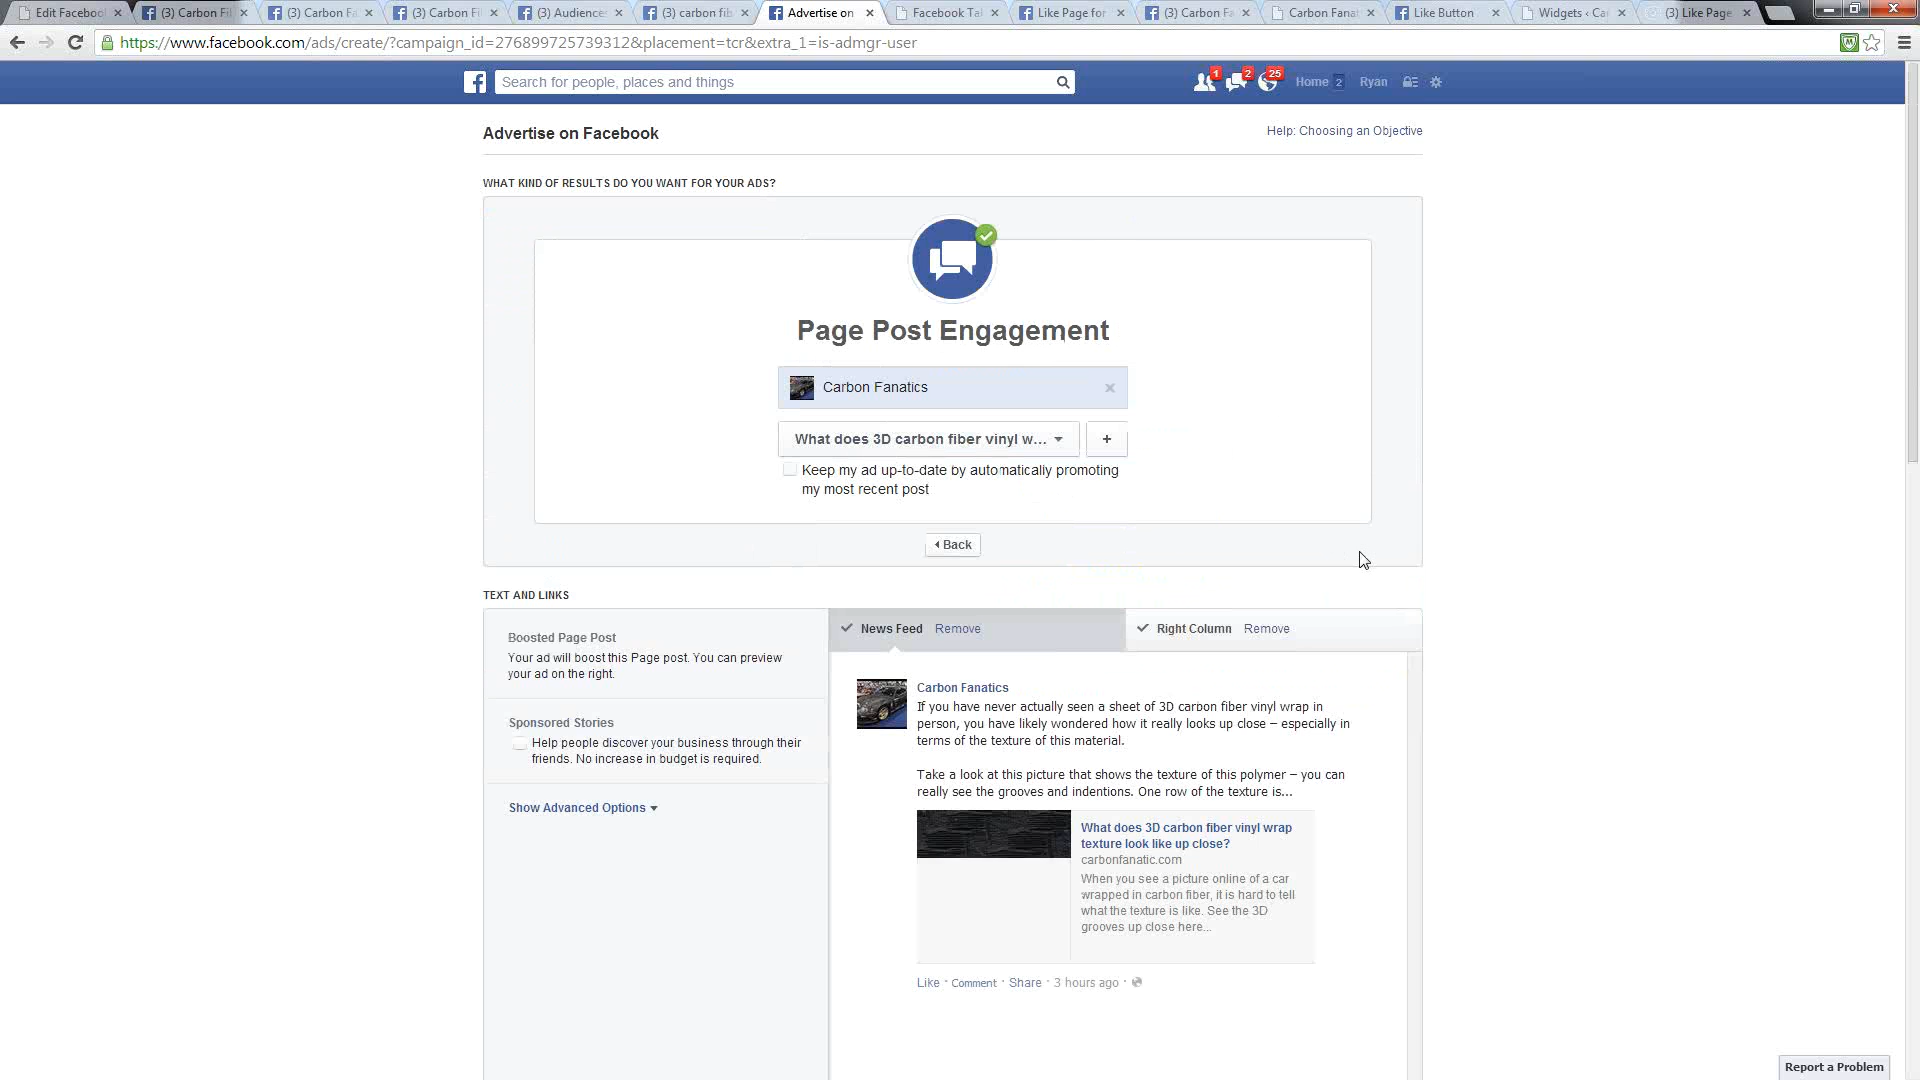 Edit Facebool
(3) Carbon Fil
(3) Carbon Fa
(3) Carbon Fil
(3) Audience:
(3) carbon fib
Advertise on
Facebook Tal
Like Page for
(3) Carbon Fa
Carbon Fanat
Like Button
Widgets ‹ Car
(3) Like Page
https://www.facebook.com/ads/create/?campaign_id=276899725739312&placement=tcr&extra_1=is-admgr-user
Search for people, places and things
1
2
25
Home 2
Ryan
Advertise on Facebook
Help: Choosing an Objective
WHAT KIND OF RESULTS DO YOU WANT FOR YOUR ADS?
Page Post Engagement
Carbon Fanatics
What does 3D carbon fiber vinyl w...
+
Keep my ad up-to-date by automatically promoting
my most recent post
Back
TEXT AND LINKS
Boosted Page Post
Your ad will boost this Page post. You can preview
your ad on the right.
Sponsored Stories
Help people discover your business through their
friends. No increase in budget is required.
Show Advanced Options
News Feed Remove
Right Column Remove
Carbon Fanatics
If you have never actually seen a sheet of 3D carbon fiber vinyl wrap in
person, you have likely wondered how it really looks up close – especially in
terms of the texture of this material.
Take a look at this picture that shows the texture of this polymer – you can
really see the grooves and indentions. One row of the texture is...
What does 3D carbon fiber vinyl wrap
texture look like up close?
carbonfanatic.com
When you see a picture online of a car
wrapped in carbon fiber, it is hard to tell
what the texture is like. See the 3D
grooves up close here...
Like · Comment · Share · 3 hours ago ·
Report a Problem